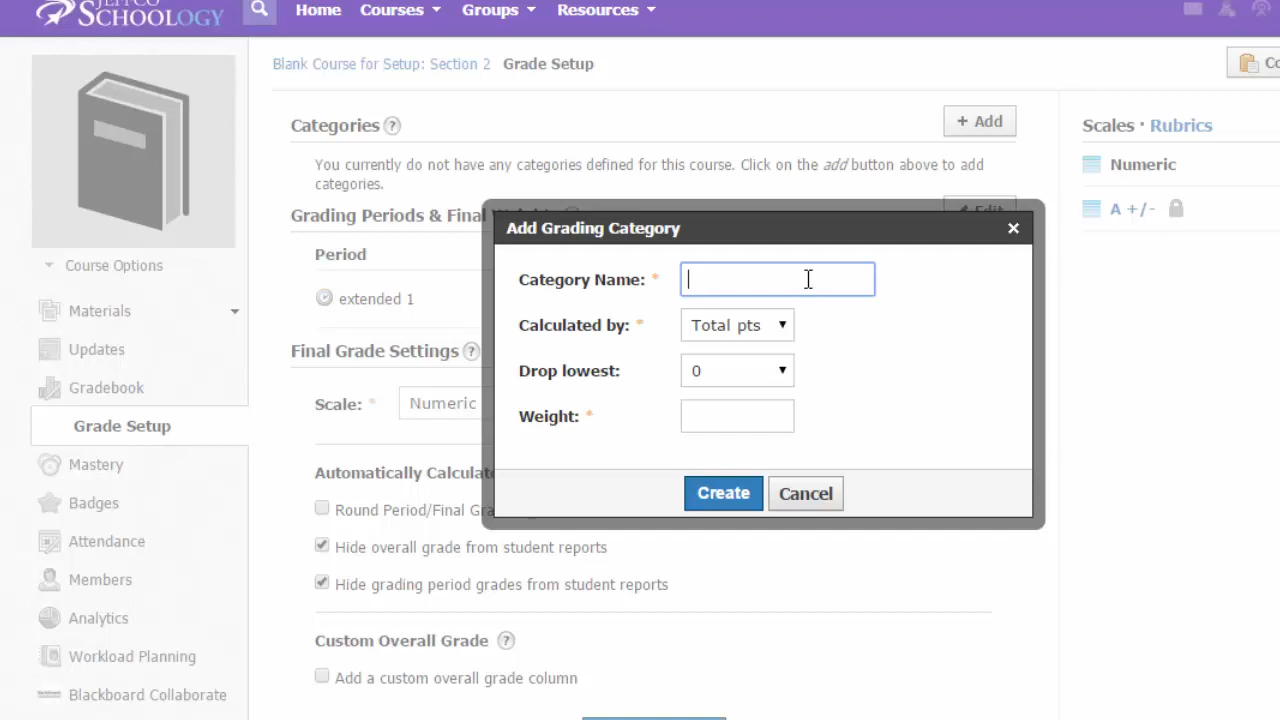 JEFFCO
SCHOOLOGY
Home
Courses
Groups
Resources
Blank Course for Setup: Section 2
Grade Setup
Co
Categories ?
+ Add
You currently do not have any categories defined for this course. Click on the add button above to add
categories.
Scales · Rubrics
Numeric
A +/-
Grading Periods & Final
Edit
Period
extended 1
Final Grade Settings ?
Scale: *
Numeric
Automatically Calculate
Round Period/Final Gra
Hide overall grade from student reports
Hide grading period grades from student reports
Custom Overall Grade ?
Add a custom overall grade column
Add Grading Category
×
Category Name: *
Calculated by: *
Total pts
Drop lowest:
0
Weight: *
Create
Cancel
Course Options
Materials
Updates
Gradebook
Grade Setup
Mastery
Badges
Attendance
Members
Analytics
Workload Planning
Blackboard Collaborate